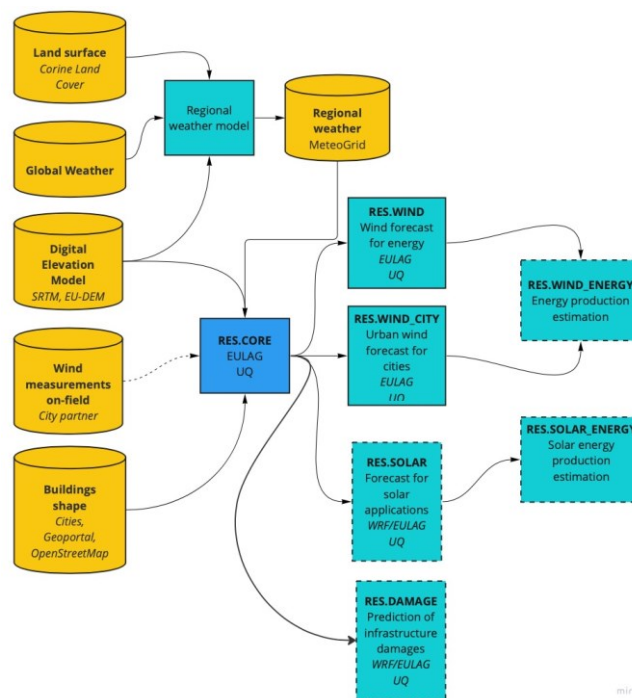 Land surface
Corine Land
Cover
Regional
weather model
Regional
weather
MeteoGrid
Global Weather
Digital
Elevation
Model
SRTM, EU-DEM
RES.WIND
Wind forecast
for energy
EULAG
UQ
RES.WIND_ENERGY
Energy production
estimation
Wind
measurements
on-field
City partner
RES.CORE
EULAG
UQ
RES.WIND_CITY
Urban wind
forecast for
cities
EULAG
UQ
Buildings
shape
Cities,
Geoportal,
OpenStreetMap
RES.SOLAR
Forecast for
solar
applications
WRF/EULAG
UQ
RES.SOLAR_ENERGY
Solar energy
production
estimation
RES.DAMAGE
Prediction of
infrastructure
damages
WRF/EULAG
UQ